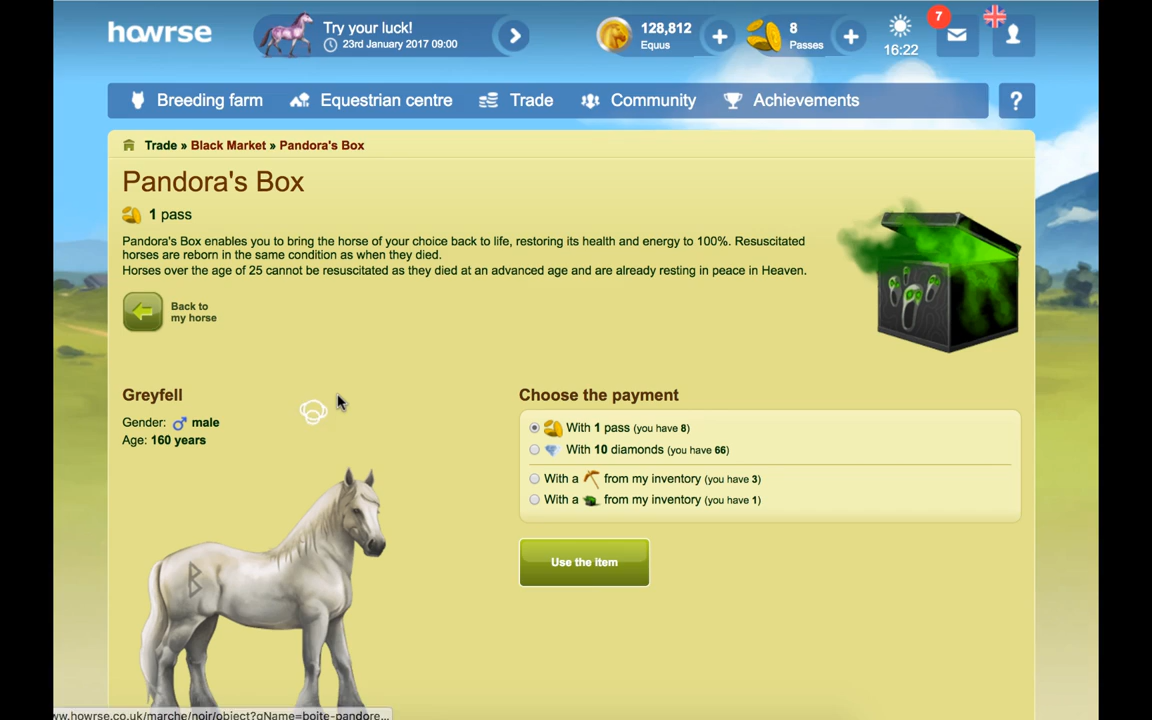 howrse
Try your luck!
23rd January 2017 09:00
128,812
Equus
8
Passes
16:22
7
Breeding farm
Equestrian centre
Trade
Community
Achievements
?
Trade » Black Market » Pandora's Box
Pandora's Box
1 pass
Pandora's Box enables you to bring the horse of your choice back to life, restoring its health and energy to 100%. Resuscitated
horses are reborn in the same condition as when they died.
Horses over the age of 25 cannot be resuscitated as they died at an advanced age and are already resting in peace in Heaven.
Back to
my horse
Greyfell
Gender: male
Age: 160 years
Choose the payment
With 1 pass (you have 8)
With 10 diamonds (you have 66)
With a from my inventory (you have 3)
With a from my inventory (you have 1)
Use the item
ww.howrse.co.uk/marche/noir/object?qName=boite-pandore...